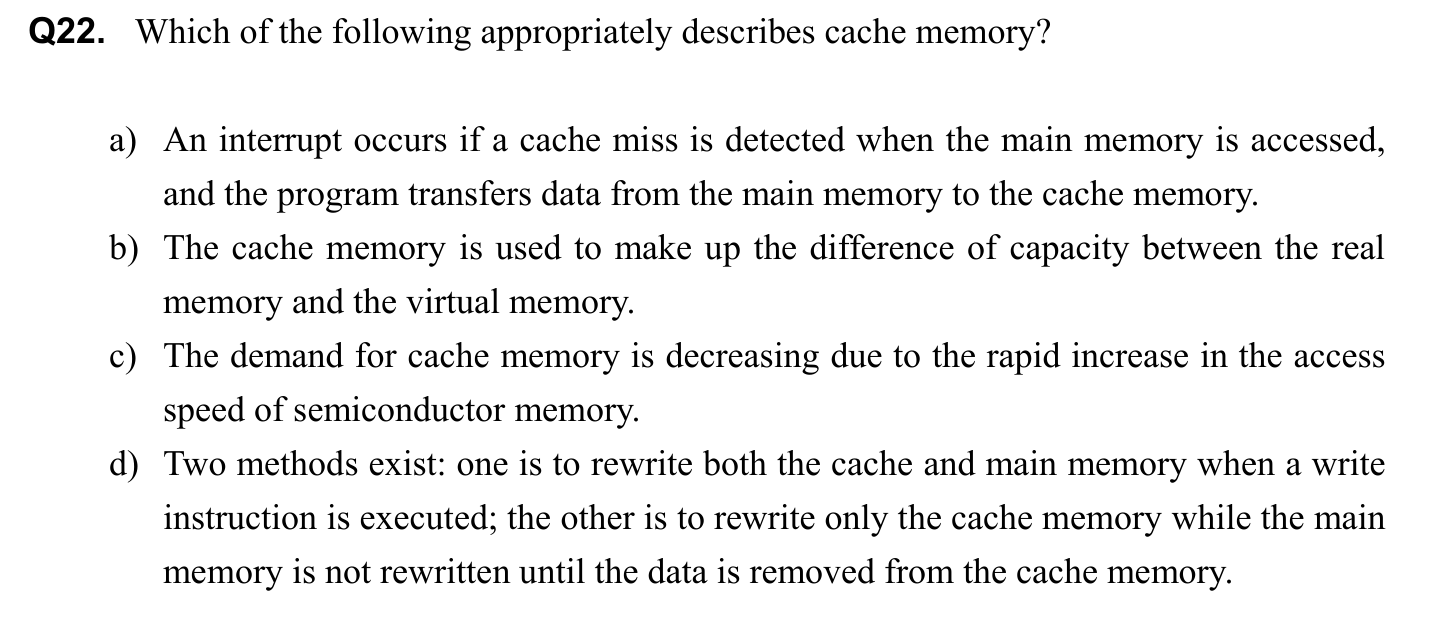 Q22. Which of the following appropriately describes cache memory?
a) An interrupt occurs if a cache miss is detected when the main memory is accessed,
and the program transfers data from the main memory to the cache memory.
b) The cache memory is used to make up the difference of capacity between the real
memory and the virtual memory.
c) The demand for cache memory is decreasing due to the rapid increase in the access
speed of semiconductor memory.
d) Two methods exist: one is to rewrite both the cache and main memory when a write
instruction is executed; the other is to rewrite only the cache memory while the main
memory is not rewritten until the data is removed from the cache memory.